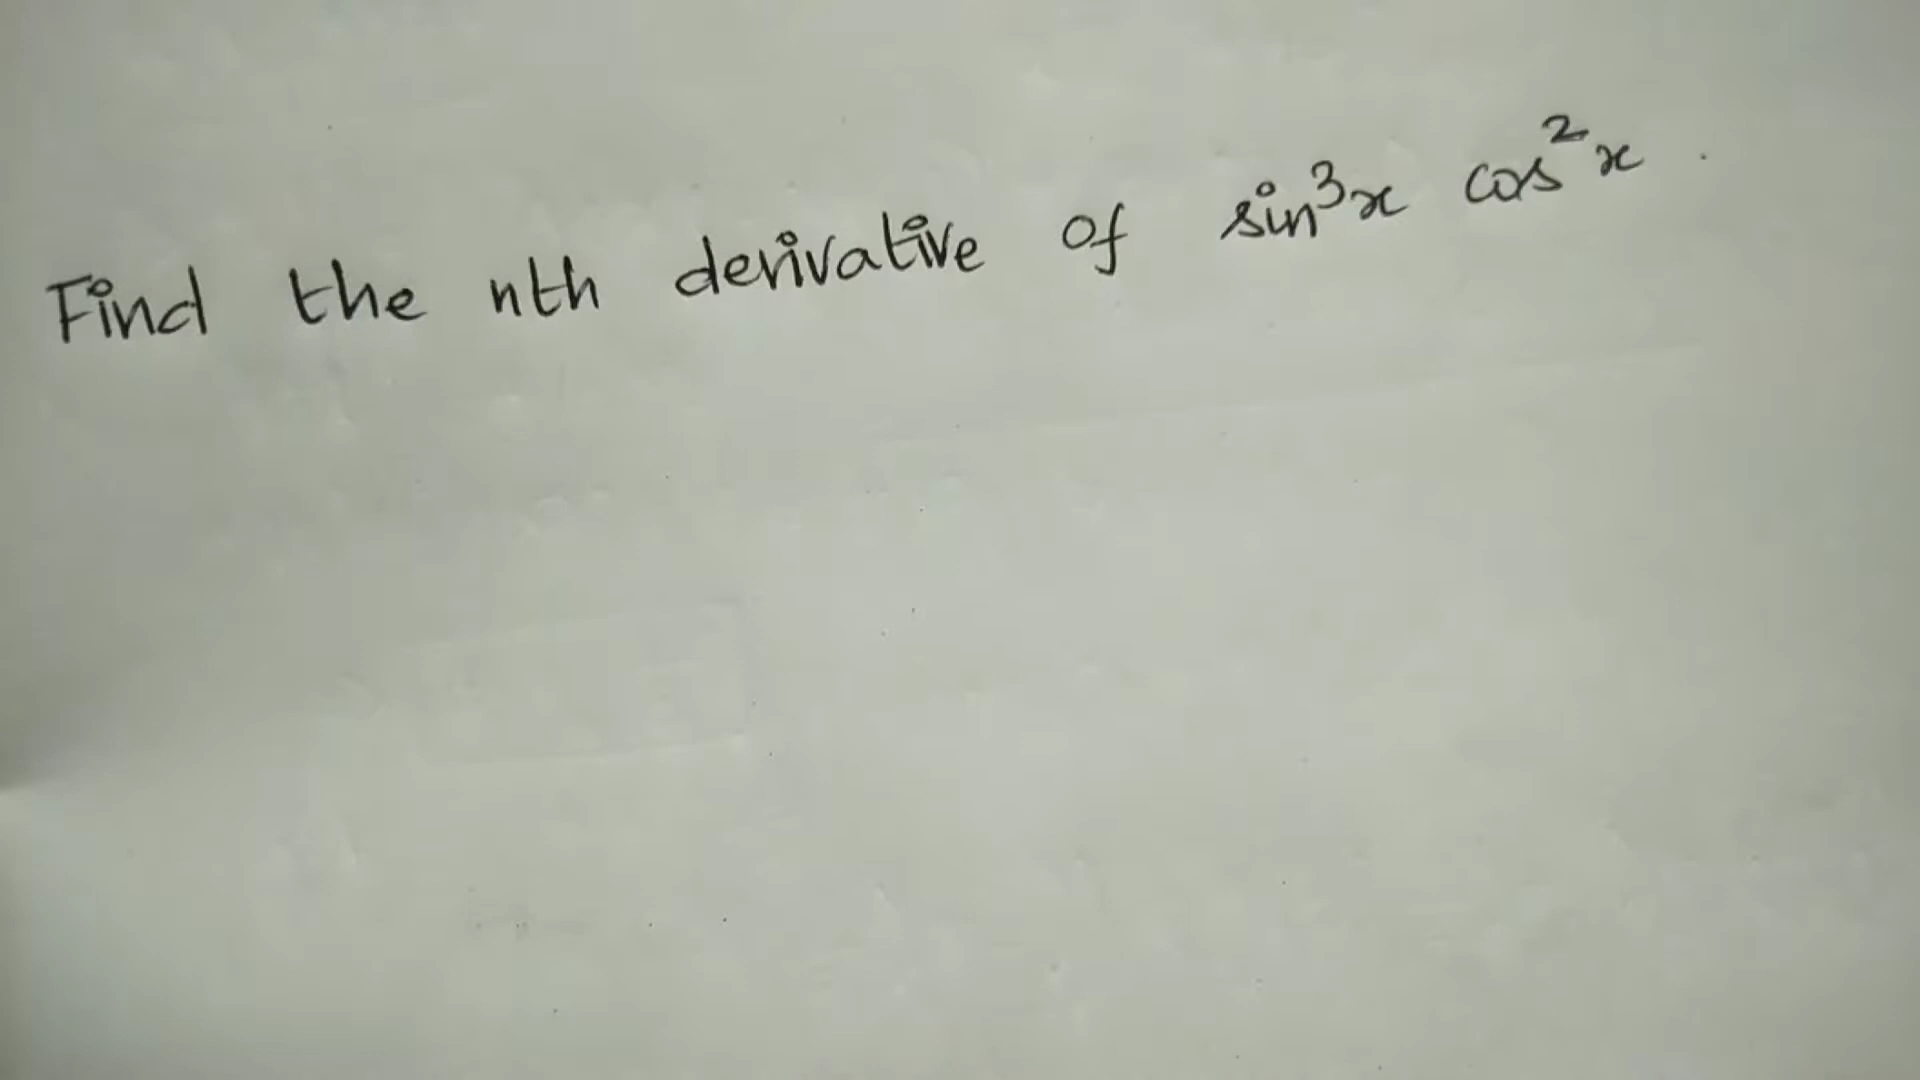 Find the nth derivative of sin³x cos²x.